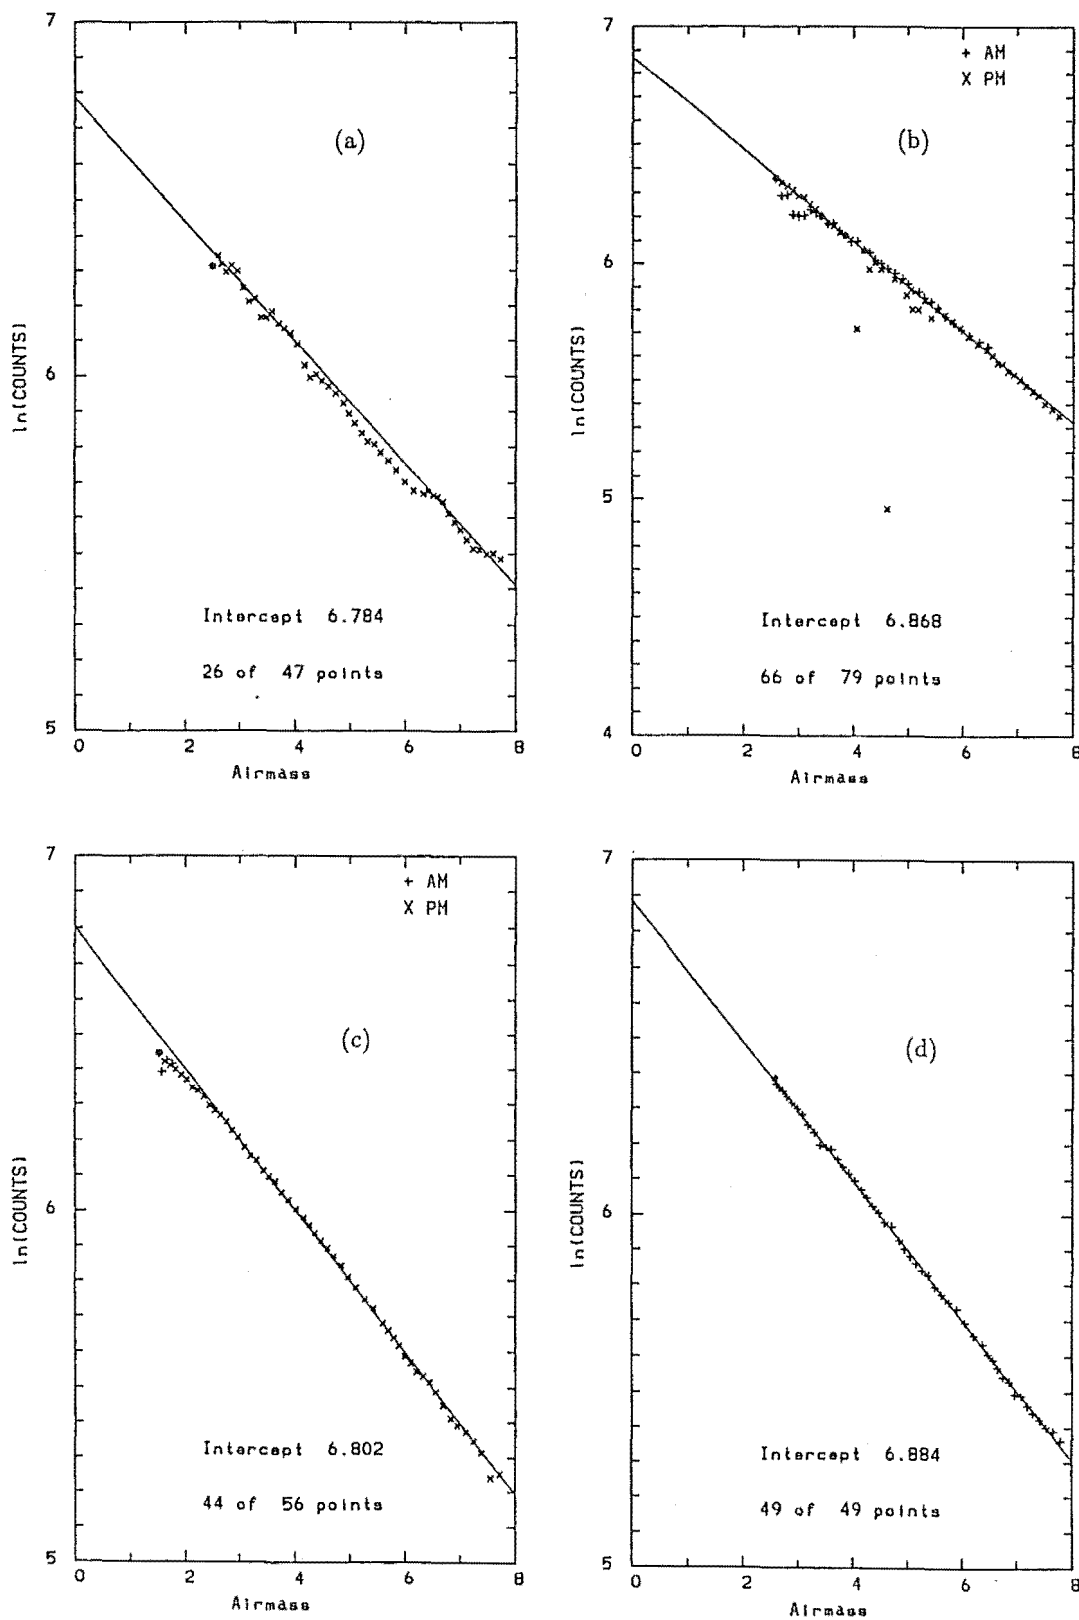 7
(a)
6
ln(COUNTS)
Intercept 6.784
26 of 47 points
5
0 2 4 6 8
Airmass
7
+ AM
X PM
(b)
6
ln(COUNTS)
5
Intercept 6.868
66 of 79 points
4
0 2 4 6 8
Airmass
7
+ AM
X PM
(c)
6
ln(COUNTS)
Intercept 6.802
44 of 56 points
5
0 2 4 6 8
Airmass
7
(d)
6
ln(COUNTS)
Intercept 6.884
49 of 49 points
5
0 2 4 6 8
Airmass